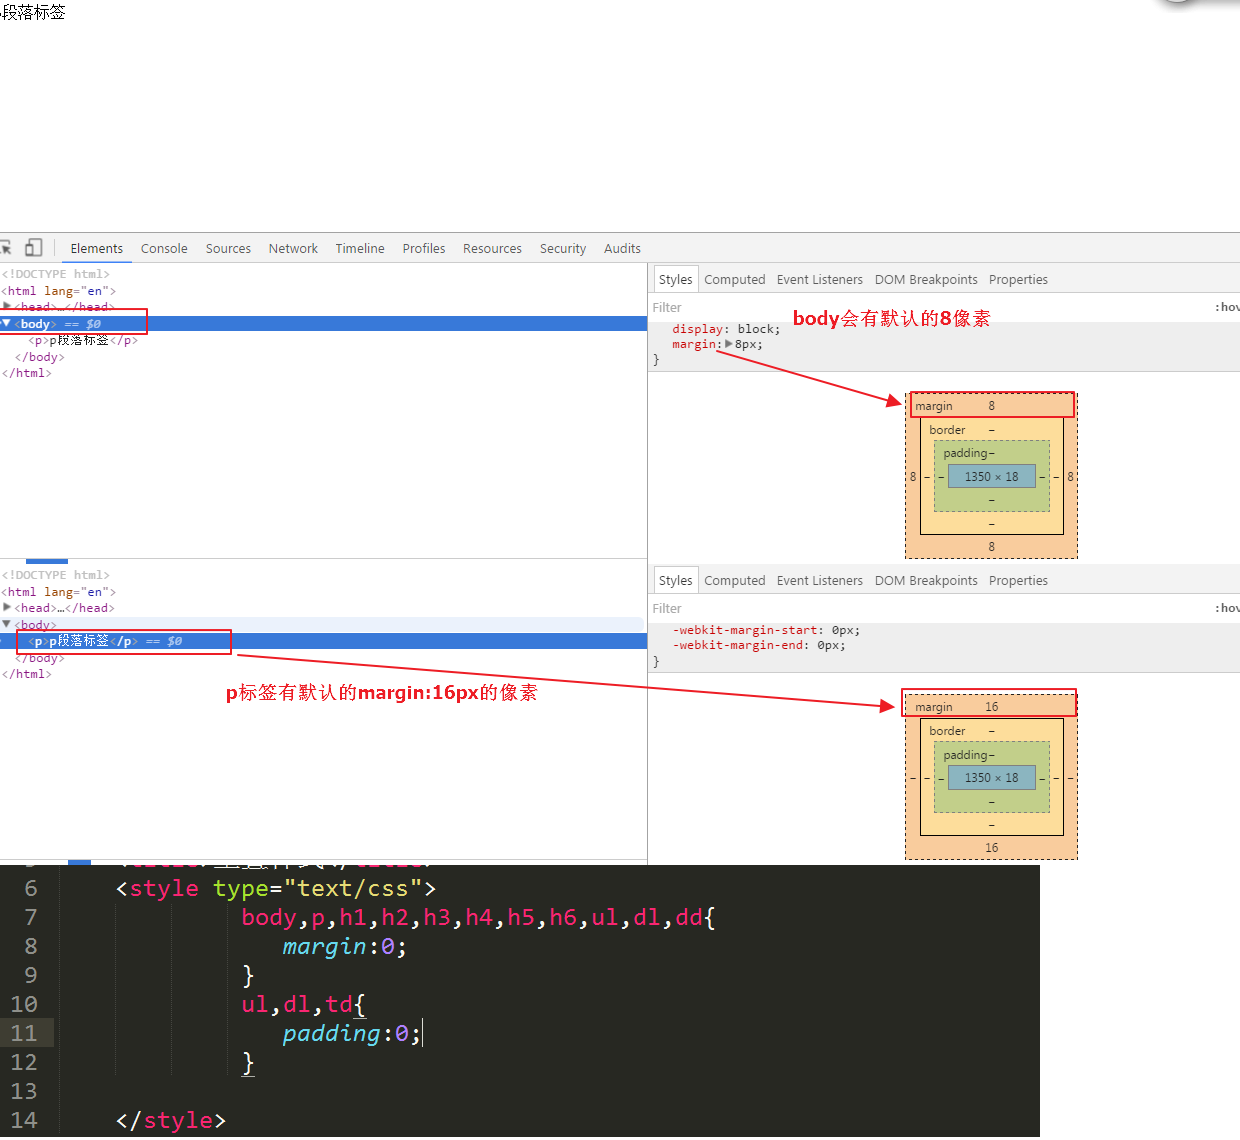 p段落标签
Elements Console Sources Network Timeline Profiles Resources Security Audits
<!DOCTYPE html>
<html lang="en">
▶<head>…</head>
▼<body> == $0
<p>p段落标签</p>
</body>
</html>
Styles Computed Event Listeners DOM Breakpoints Properties
Filter :hov
body会有默认的8像素
display: block;
margin:▶8px;
}
margin 8
border –
padding–
8 – – 1350 × 18 – – 8
–
–
8
<!DOCTYPE html>
<html lang="en">
▶<head>…</head>
▼<body>
<p>p段落标签</p> == $0
</body>
</html>
p标签有默认的margin:16px的像素
Styles Computed Event Listeners DOM Breakpoints Properties
Filter :hov
-webkit-margin-start: 0px;
-webkit-margin-end: 0px;
}
margin 16
border –
padding–
– – – 1350 × 18 – – –
–
–
16
6 <style type="text/css">
7 body,p,h1,h2,h3,h4,h5,h6,ul,dl,dd{
8 margin:0;
9 }
10 ul,dl,td{
11 padding:0;
12 }
13
14 </style>